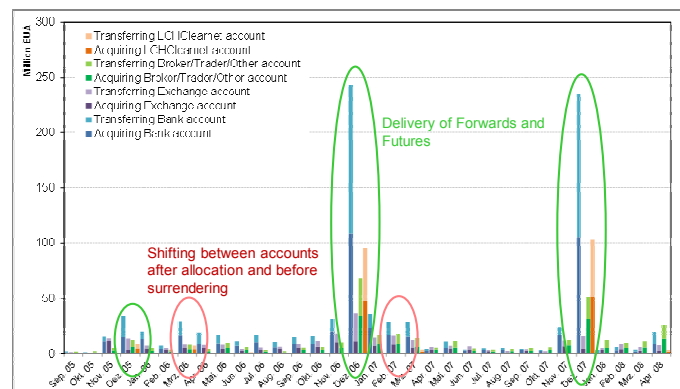 Million EUA
300
250
200
150
100
50
0
Transferring LCHClearnet account
Acquiring LCHClearnet account
Transferring Broker/Trader/Other account
Acquiring Broker/Trader/Other account
Transferring Exchange account
Acquiring Exchange account
Transferring Bank account
Acquiring Bank account
Delivery of Forwards and
Futures
Shifting between accounts
after allocation and before
surrendering
Sep 05
Okt 05
Nov 05
Dez 05
Jan 06
Feb 06
Mrz 06
Apr 06
Mai 06
Jun 06
Jul 06
Aug 06
Sep 06
Okt 06
Nov 06
Dez 06
Jan 07
Feb 07
Mrz 07
Apr 07
Mai 07
Jun 07
Jul 07
Aug 07
Sep 07
Okt 07
Nov 07
Dez 07
Jan 08
Feb 08
Mrz 08
Apr 08